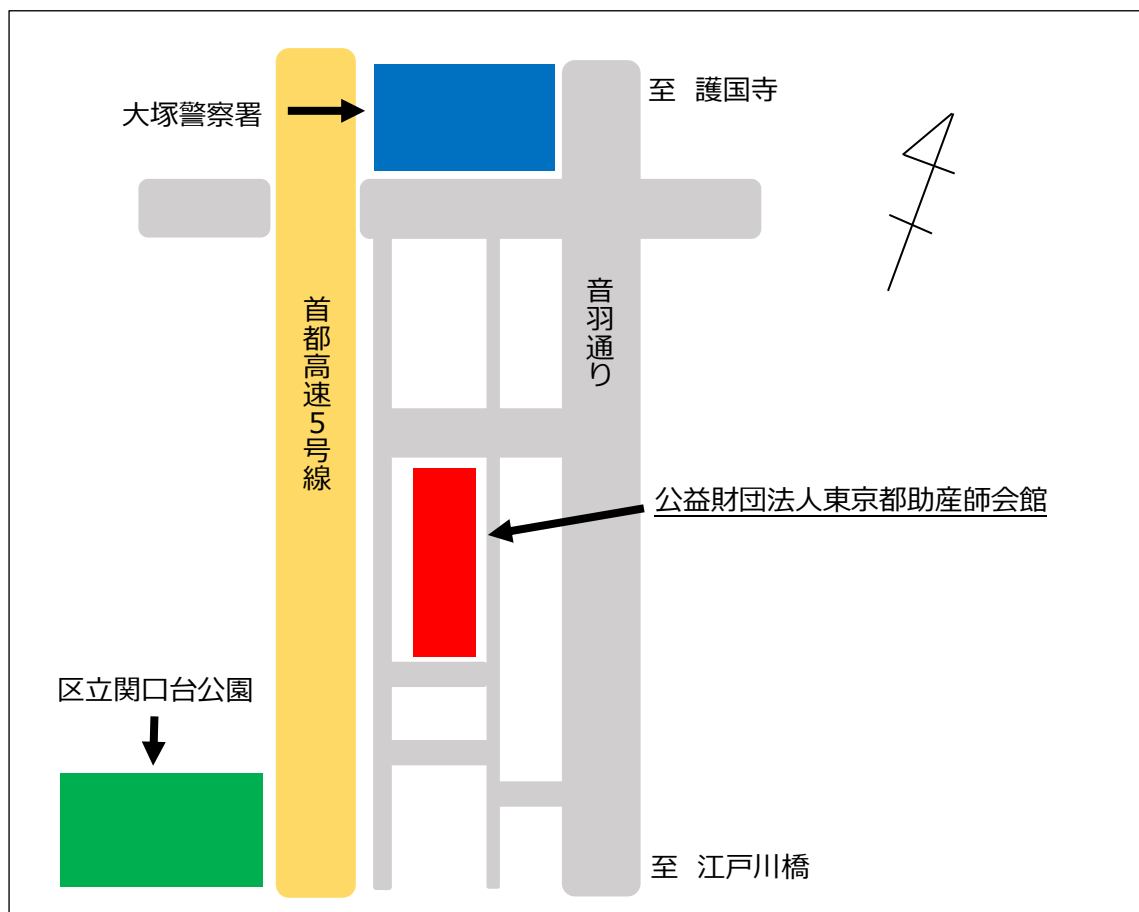 至 護国寺
大塚警察署
音羽通り
首都高速5号線
公益財団法人東京都助産師会館
区立関口台公園
至 江戸川橋